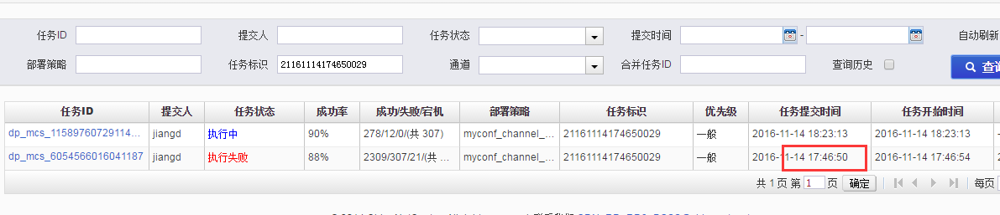 任务ID 提交人 任务状态 提交时间 - 自动刷新
部署策略 任务标识 21161114174650029 通道 合并任务ID 查询历史
任务ID 提交人 任务状态 成功率 成功/失败/宕机 部署策略 任务标识 优先级 任务提交时间 任务开始时间
dp_mcs_11589760729114... jiangd 执行中 90% 278/12/0/(共 307) myconf_channel_... 21161114174650029 一般 2016-11-14 18:23:13 2016-11-14 18:23:13
dp_mcs_6054566016041187 jiangd 执行失败 88% 2309/307/21/(共 ... myconf_channel_... 21161114174650029 一般 2016-11-14 17:46:50 2016-11-14 17:46:54
共 1 页 第 1 页 确定 每页